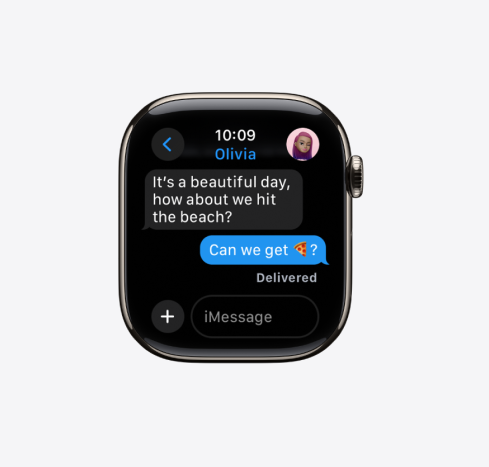 10:09
Olivia
It's a beautiful day,
how about we hit
the beach?
Can we get 🍕?
Delivered
iMessage